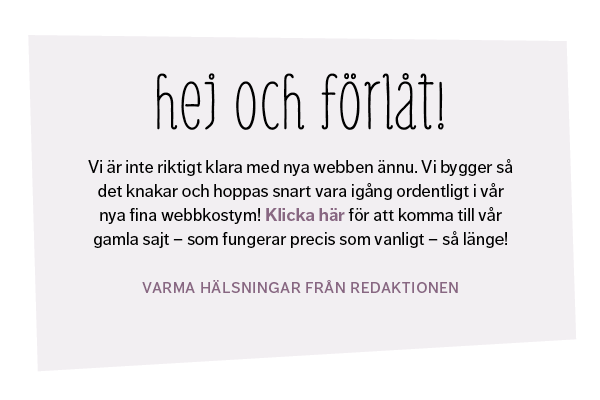 hej och förlåt!
Vi är inte riktigt klara med nya webben ännu. Vi bygger så
det knakar och hoppas snart vara igång ordentligt i vår
nya fina webbkostym! Klicka här för att komma till vår
gamla sajt – som fungerar precis som vanligt – så länge!
VARMA HÄLSNINGAR FRÅN REDAKTIONEN